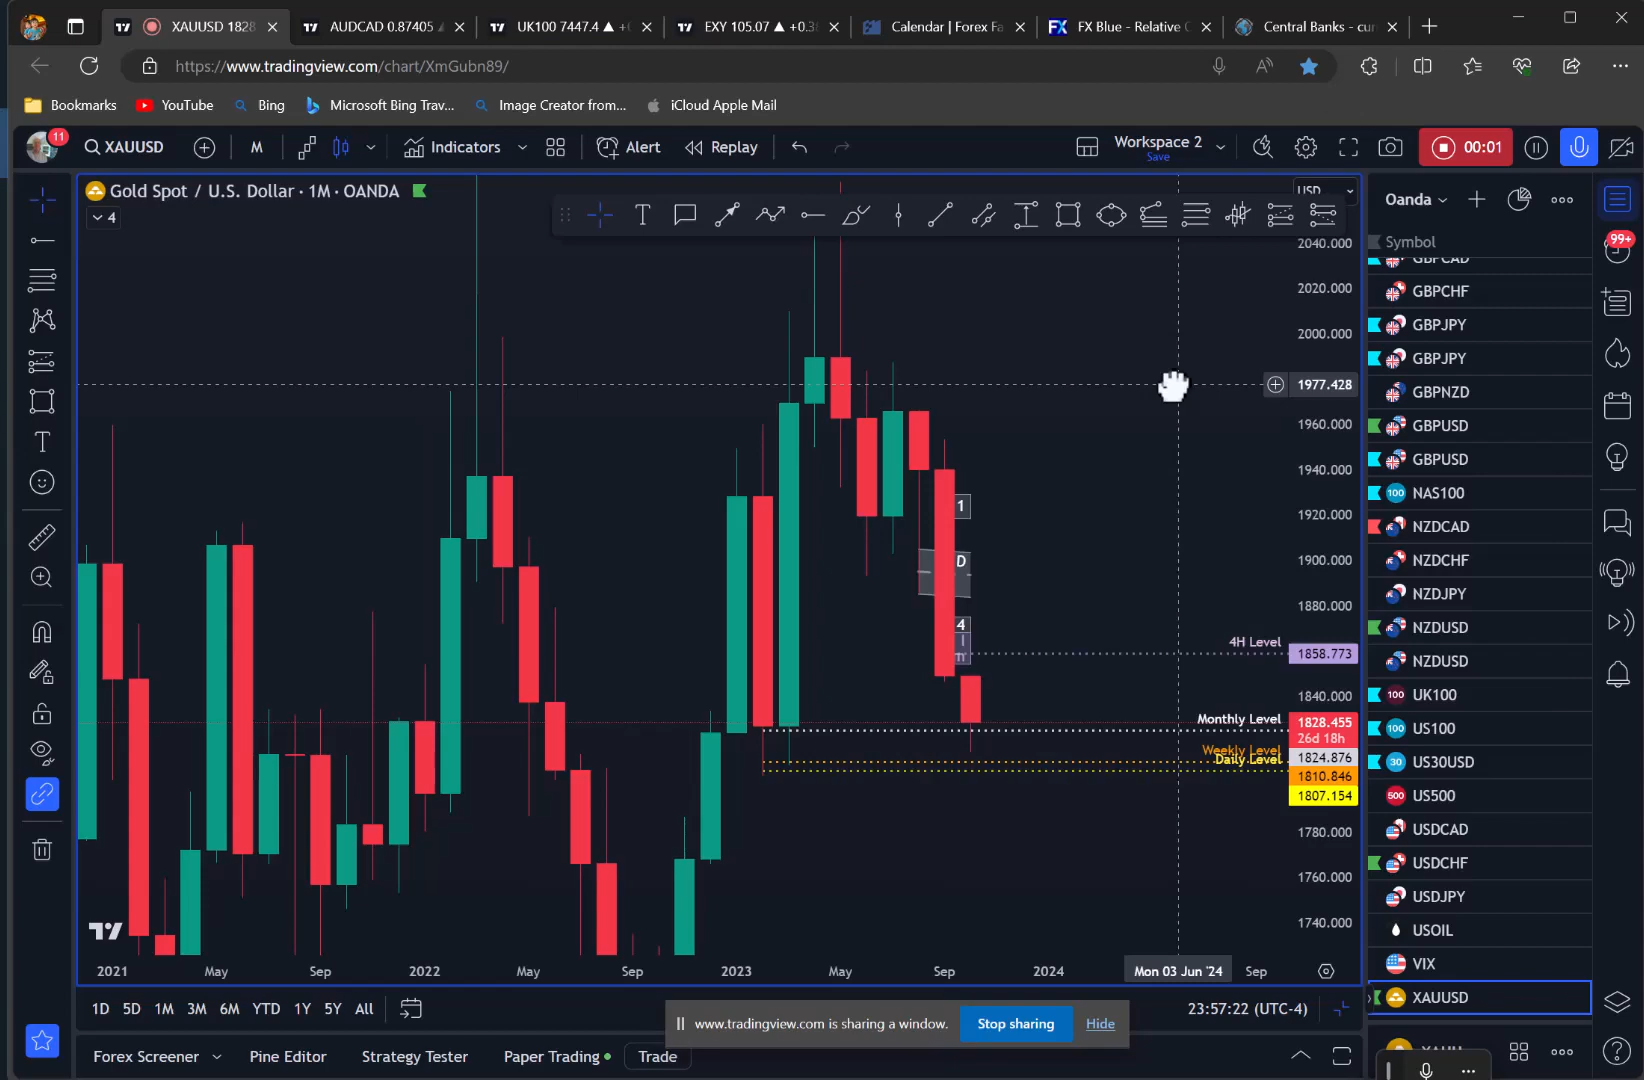 XAUUSD 1828
AUDCAD 0.87405
UK100 7447.4 ▲ +
EXY 105.07 ▲ +0.3
Calendar | Forex Fa
FX Blue - Relative
Central Banks - cur
https://www.tradingview.com/chart/XmGubn89/
Bookmarks
YouTube
Bing
Microsoft Bing Trav...
Image Creator from...
iCloud Apple Mail
11
XAUUSD
M
Indicators
Alert
Replay
Workspace 2
Save
00:01
Gold Spot / U.S. Dollar · 1M · OANDA
4
USD
2040.000
2020.000
2000.000
1977.428
1960.000
1940.000
1920.000
1900.000
1880.000
4H Level
1858.773
1840.000
Monthly Level
1828.455
26d 18h
1824.876
Weekly Level
Daily Level
1810.846
1807.154
1780.000
1760.000
1740.000
1
D
4
2021
May
Sep
2022
May
Sep
2023
May
Sep
2024
Mon 03 Jun '24
Sep
1D 5D 1M 3M 6M YTD 1Y 5Y All
23:57:22 (UTC-4)
www.tradingview.com is sharing a window.
Stop sharing
Hide
Forex Screener
Pine Editor
Strategy Tester
Paper Trading
Trade
Oanda
99+
Symbol
GBPCAD
GBPCHF
GBPJPY
GBPJPY
GBPNZD
GBPUSD
GBPUSD
100 NAS100
NZDCAD
NZDCHF
NZDJPY
NZDUSD
NZDUSD
100 UK100
100 US100
30 US30USD
500 US500
USDCAD
USDCHF
USDJPY
USOIL
VIX
XAUUSD